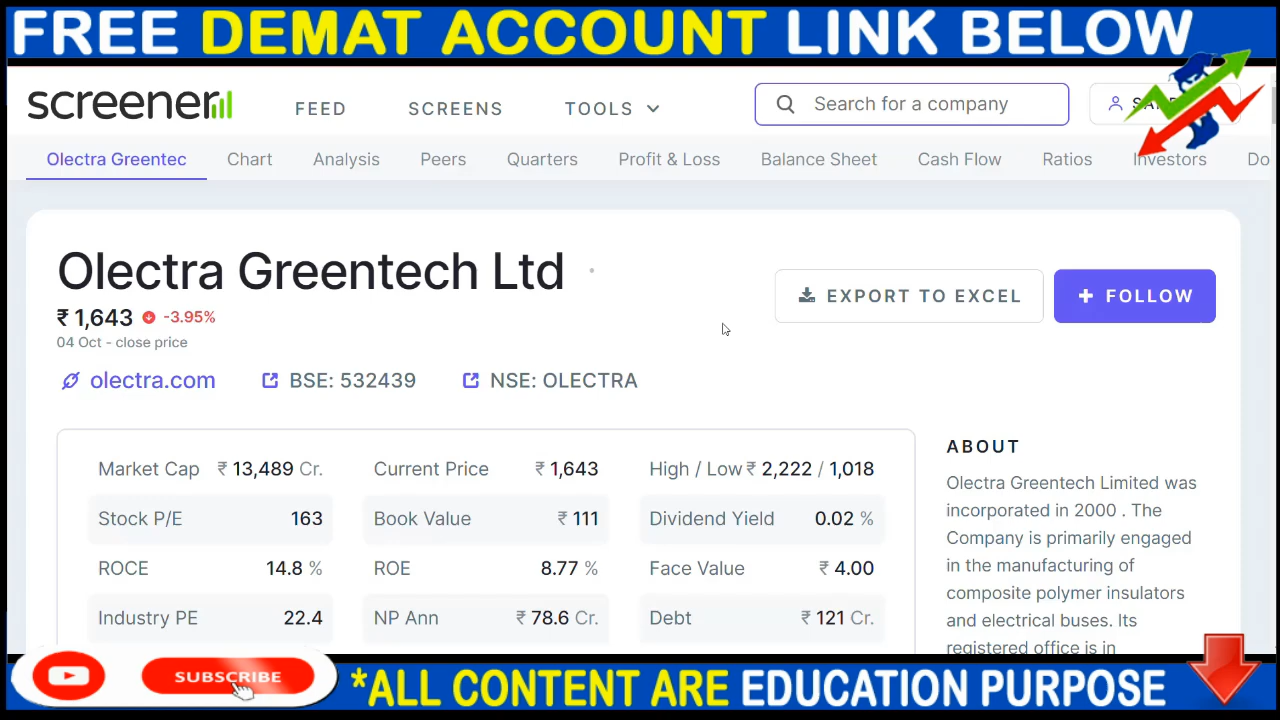 FREE DEMAT ACCOUNT LINK BELOW
screener
FEED
SCREENS
TOOLS
Search for a company
Olectra Greentec
Chart
Analysis
Peers
Quarters
Profit & Loss
Balance Sheet
Cash Flow
Ratios
Investors
Do
Olectra Greentech Ltd
EXPORT TO EXCEL
+ FOLLOW
₹ 1,643 -3.95%
04 Oct - close price
olectra.com
BSE: 532439
NSE: OLECTRA
Market Cap ₹ 13,489 Cr.
Current Price ₹ 1,643
High / Low ₹ 2,222 / 1,018
Stock P/E 163
Book Value ₹ 111
Dividend Yield 0.02 %
ROCE 14.8 %
ROE 8.77 %
Face Value ₹ 4.00
Industry PE 22.4
NP Ann ₹ 78.6 Cr.
Debt ₹ 121 Cr.
ABOUT
Olectra Greentech Limited was
incorporated in 2000 . The
Company is primarily engaged
in the manufacturing of
composite polymer insulators
and electrical buses. Its
registered office is in
SUBSCRIBE
*ALL CONTENT ARE EDUCATION PURPOSE